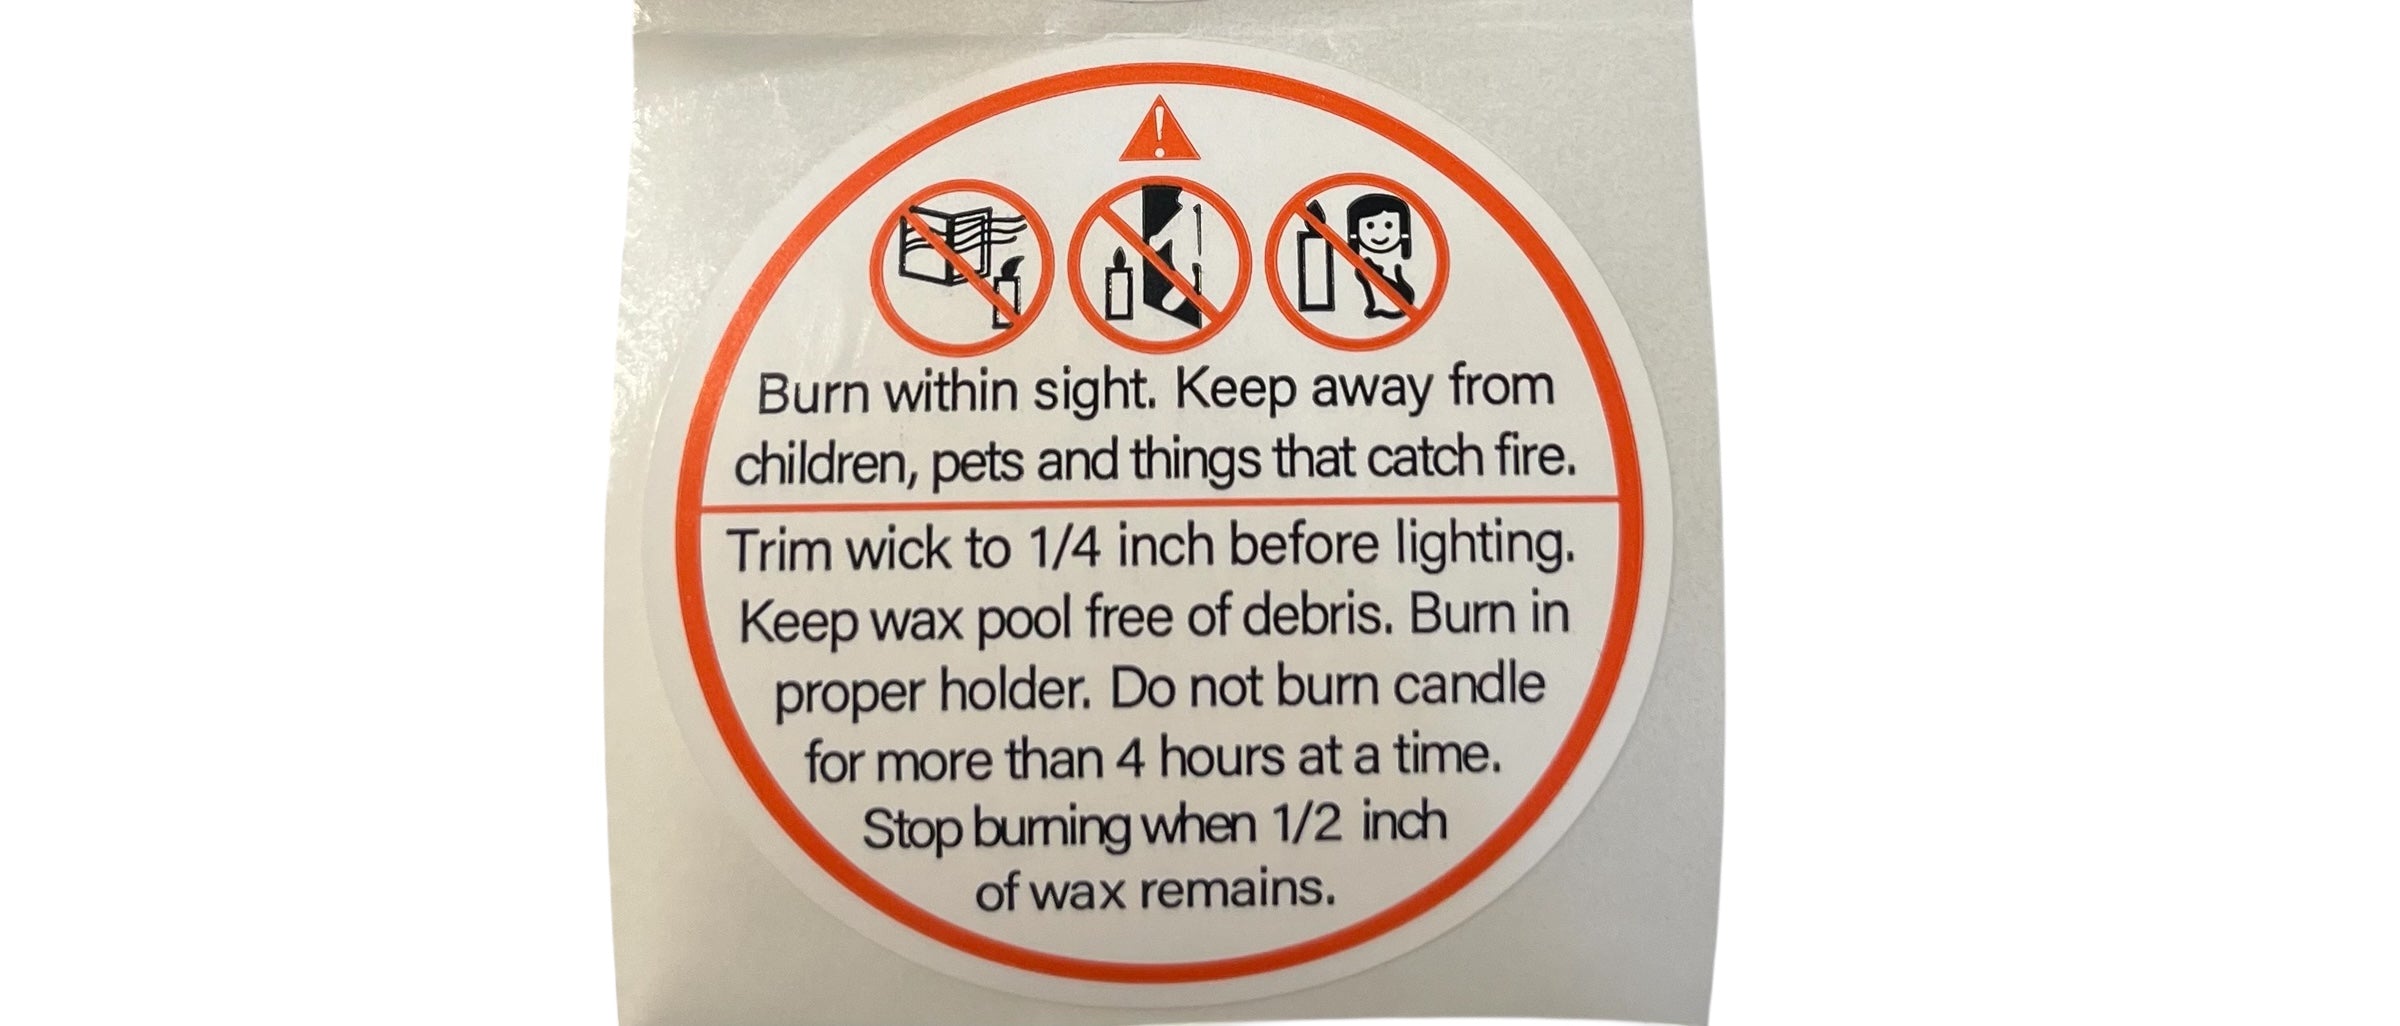 Burn within sight. Keep away from
children, pets and things that catch fire.
Trim wick to 1/4 inch before lighting.
Keep wax pool free of debris. Burn in
proper holder. Do not burn candle
for more than 4 hours at a time.
Stop burning when 1/2 inch
of wax remains.